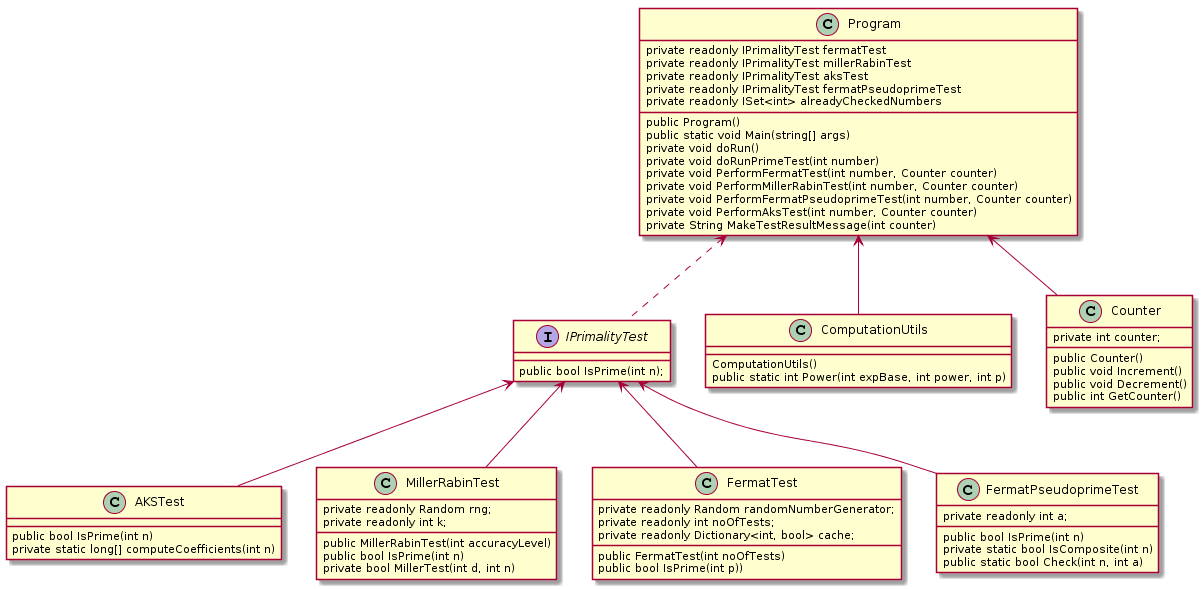 C Program
private readonly IPrimalityTest fermatTest
private readonly IPrimalityTest millerRabinTest
private readonly IPrimalityTest aksTest
private readonly IPrimalityTest fermatPseudoprimeTest
private readonly ISet<int> alreadyCheckedNumbers
public Program()
public static void Main(string[] args)
private void doRun()
private void doRunPrimeTest(int number)
private void PerformFermatTest(int number, Counter counter)
private void PerformMillerRabinTest(int number, Counter counter)
private void PerformFermatPseudoprimeTest(int number, Counter counter)
private void PerformAksTest(int number, Counter counter)
private String MakeTestResultMessage(int counter)
I IPrimalityTest
public bool IsPrime(int n);
C ComputationUtils
ComputationUtils()
public static int Power(int expBase, int power, int p)
C Counter
private int counter;
public Counter()
public void Increment()
public void Decrement()
public int GetCounter()
C AKSTest
public bool IsPrime(int n)
private static long[] computeCoefficients(int n)
C MillerRabinTest
private readonly Random rng;
private readonly int k;
public MillerRabinTest(int accuracyLevel)
public bool IsPrime(int n)
private bool MillerTest(int d, int n)
C FermatTest
private readonly Random randomNumberGenerator;
private readonly int noOfTests;
private readonly Dictionary<int, bool> cache;
public FermatTest(int noOfTests)
public bool IsPrime(int p))
C FermatPseudoprimeTest
private readonly int a;
public bool IsPrime(int n)
private static bool IsComposite(int n)
public static bool Check(int n, int a)